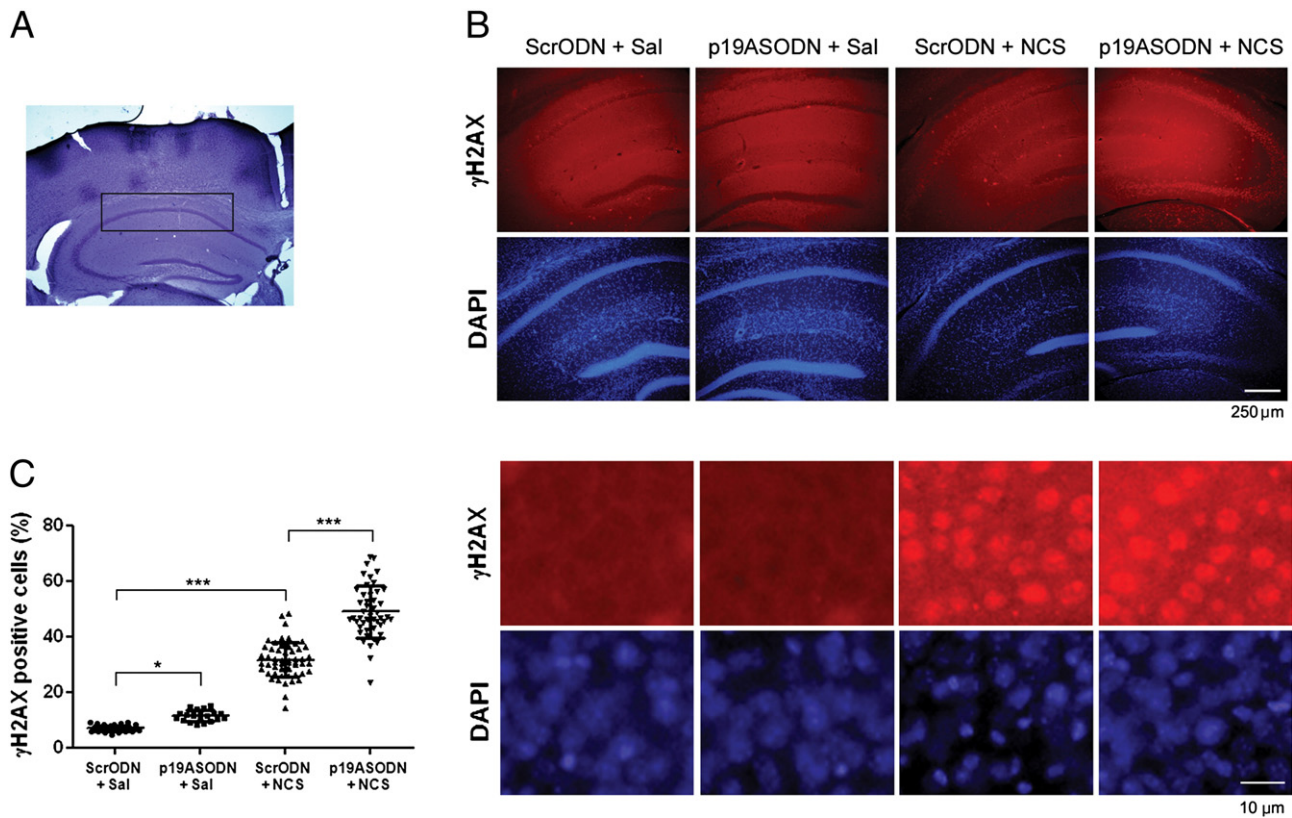 A
B
ScrODN + Sal
p19ASODN + Sal
ScrODN + NCS
p19ASODN + NCS
γH2AX
DAPI
250 µm
C
γH2AX positive cells (%)
80
60
40
20
0
*
***
***
ScrODN
+ Sal
p19ASODN
+ Sal
ScrODN
+ NCS
p19ASODN
+ NCS
γH2AX
DAPI
10 µm